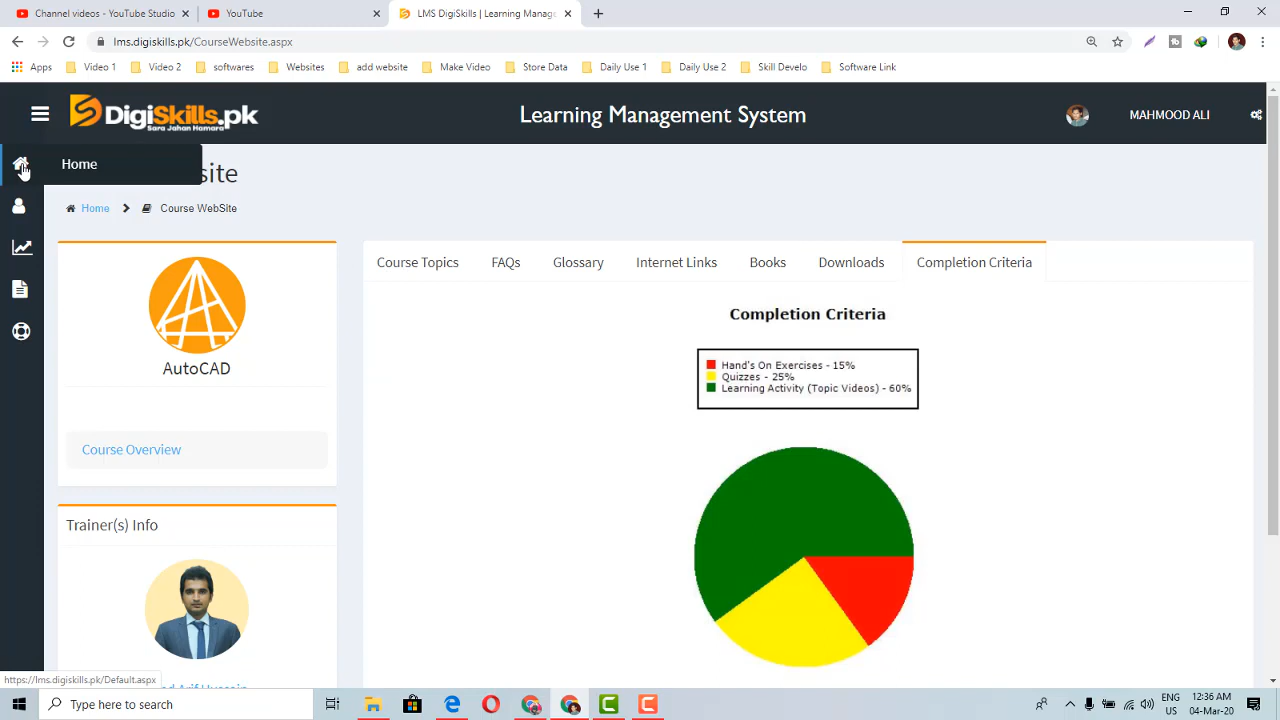 Channel videos - YouTube Studio
YouTube
LMS DigiSkills | Learning Manage
lms.digiskills.pk/CourseWebsite.aspx
Apps
Video 1
Video 2
softwares
Websites
add website
Make Video
Store Data
Daily Use 1
Daily Use 2
Skill Develo
Software Link
DigiSkills.pk
Sara Jahan Hamara
Learning Management System
MAHMOOD ALI
Home
site
Home
Course WebSite
Course Topics
FAQs
Glossary
Internet Links
Books
Downloads
Completion Criteria
AutoCAD
Course Overview
Trainer(s) Info
Completion Criteria
Hand's On Exercises - 15%
Quizzes - 25%
Learning Activity (Topic Videos) - 60%
https://lms.digiskills.pk/Default.aspx
Type here to search
ENG
US
12:36 AM
04-Mar-20